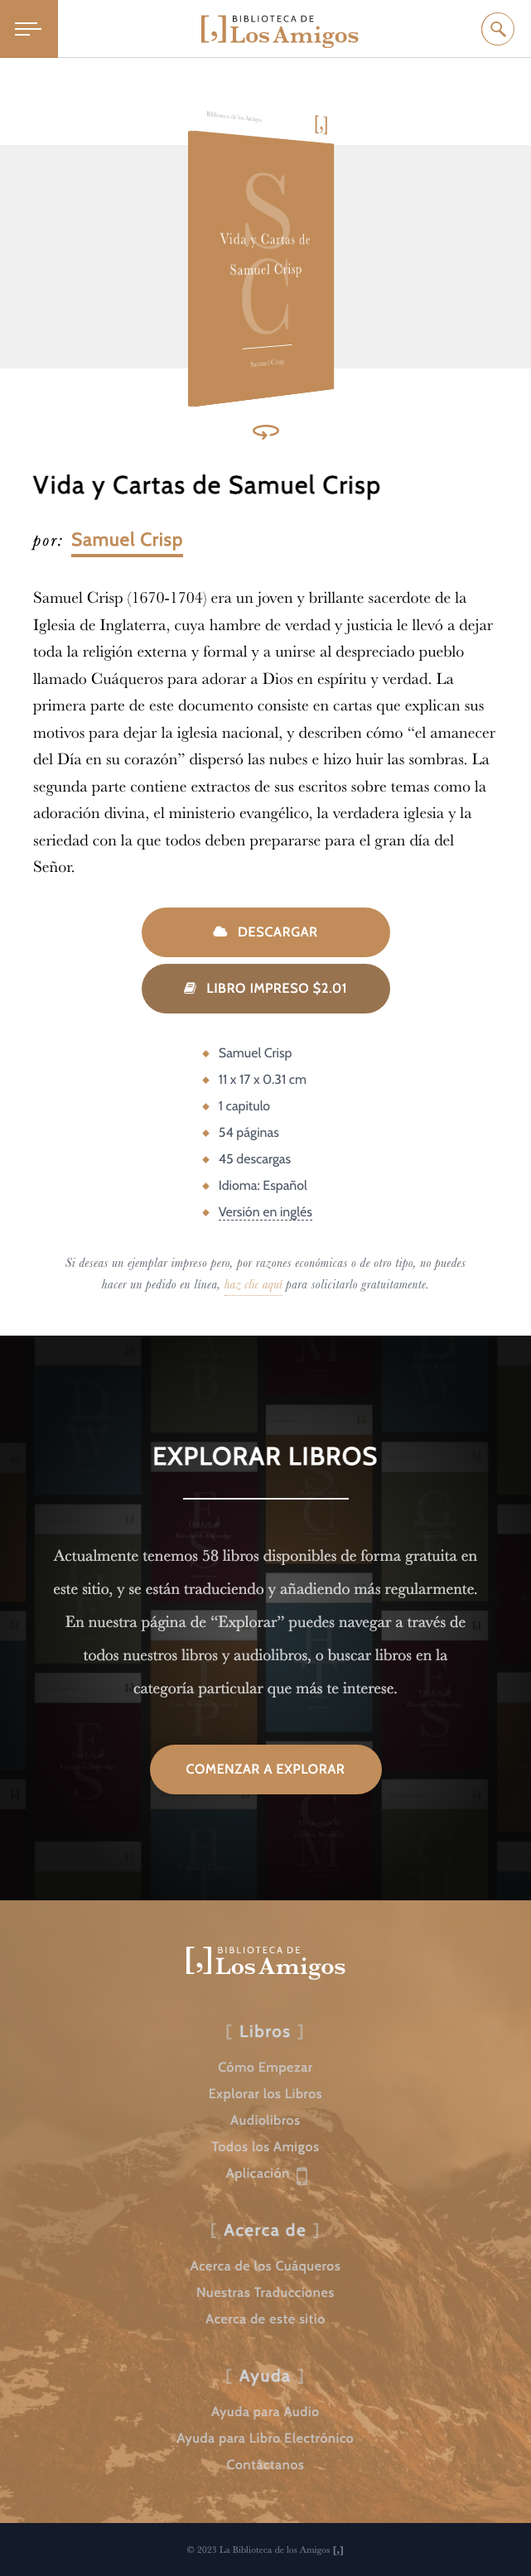 BIBLIOTECA DE
Los Amigos
Biblioteca de los Amigos
[,]
S
C
Vida y Cartas de
Samuel Crisp
Samuel Crisp
Vida y Cartas de Samuel Crisp
por: Samuel Crisp
Samuel Crisp (1670-1704) era un joven y brillante sacerdote de la
Iglesia de Inglaterra, cuya hambre de verdad y justicia le llevó a dejar
toda la religión externa y formal y a unirse al despreciado pueblo
llamado Cuáqueros para adorar a Dios en espíritu y verdad. La
primera parte de este documento consiste en cartas que explican sus
motivos para dejar la iglesia nacional, y describen cómo “el amanecer
del Día en su corazón” dispersó las nubes e hizo huir las sombras. La
segunda parte contiene extractos de sus escritos sobre temas como la
adoración divina, el ministerio evangélico, la verdadera iglesia y la
seriedad con la que todos deben prepararse para el gran día del
Señor.
DESCARGAR
LIBRO IMPRESO $2.01
Samuel Crisp
11 x 17 x 0.31 cm
1 capitulo
54 páginas
45 descargas
Idioma: Español
Versión en inglés
Si deseas un ejemplar impreso pero, por razones económicas o de otro tipo, no puedes
hacer un pedido en línea, haz clic aquí para solicitarlo gratuitamente.
EXPLORAR LIBROS
Actualmente tenemos 58 libros disponibles de forma gratuita en
este sitio, y se están traduciendo y añadiendo más regularmente.
En nuestra página de “Explorar” puedes navegar a través de
todos nuestros libros y audiolibros, o buscar libros en la
categoría particular que más te interese.
COMENZAR A EXPLORAR
[,] BIBLIOTECA DE
Los Amigos
[ Libros ]
Cómo Empezar
Explorar los Libros
Audiolibros
Todos los Amigos
Aplicación
[ Acerca de ]
Acerca de los Cuáqueros
Nuestras Traducciones
Acerca de este sitio
[ Ayuda ]
Ayuda para Audio
Ayuda para Libro Electrónico
Contáctanos
© 2023 La Biblioteca de los Amigos [,]